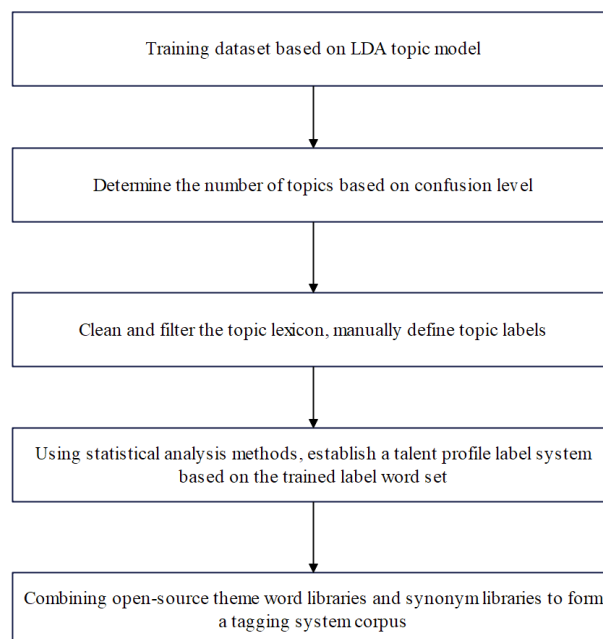 Training dataset based on LDA topic model
Determine the number of topics based on confusion level
Clean and filter the topic lexicon, manually define topic labels
Using statistical analysis methods, establish a talent profile label system
based on the trained label word set
Combining open-source theme word libraries and synonym libraries to form
a tagging system corpus